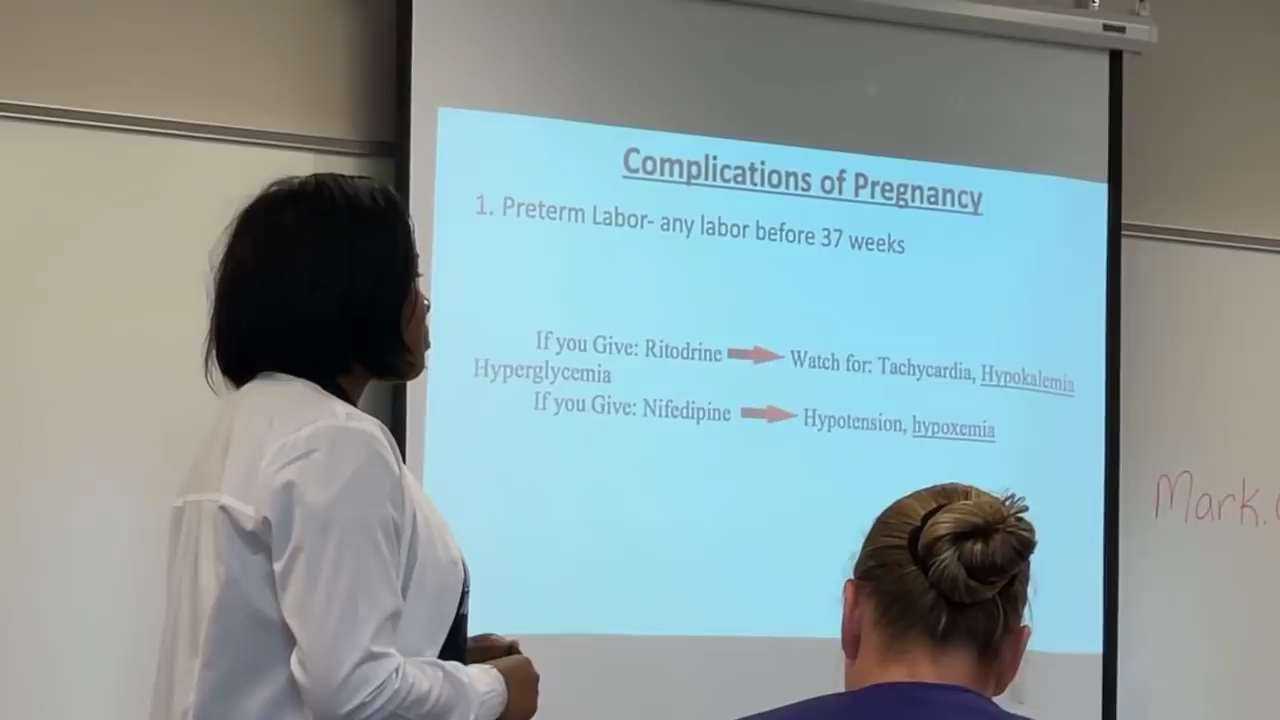 Complications of Pregnancy
1. Preterm Labor- any labor before 37 weeks
If you Give: Ritodrine Watch for: Tachycardia, Hypokalemia
Hyperglycemia
If you Give: Nifedipine Hypotension, hypoxemia
Mark.